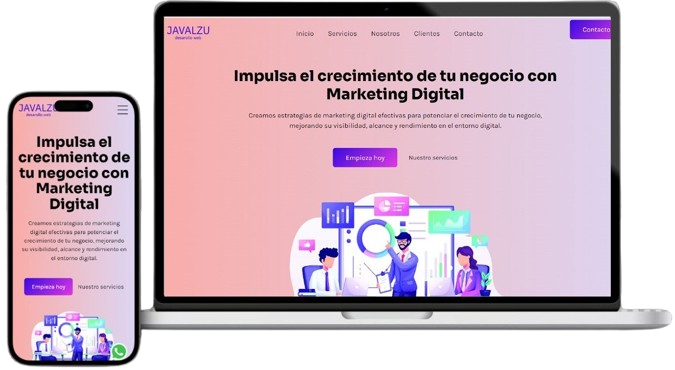 JAVALZU
desarrollo web
Inicio Servicios Nosotros Clientes Contacto
Contacto
Impulsa el crecimiento de tu negocio con
Marketing Digital
Creamos estrategias de marketing digital efectivas para potenciar el crecimiento de tu negocio,
mejorando su visibilidad, alcance y rendimiento en el entorno digital.
Empieza hoy
Nuestro servicios
JAVALZU
desarrollo web
Impulsa el
crecimiento de
tu negocio con
Marketing
Digital
Creamos estrategias de marketing
digital efectivas para potenciar el
crecimiento de tu negocio, mejorando
su visibilidad, alcance y rendimiento en
el entorno digital.
Empieza hoy
Nuestro servicios